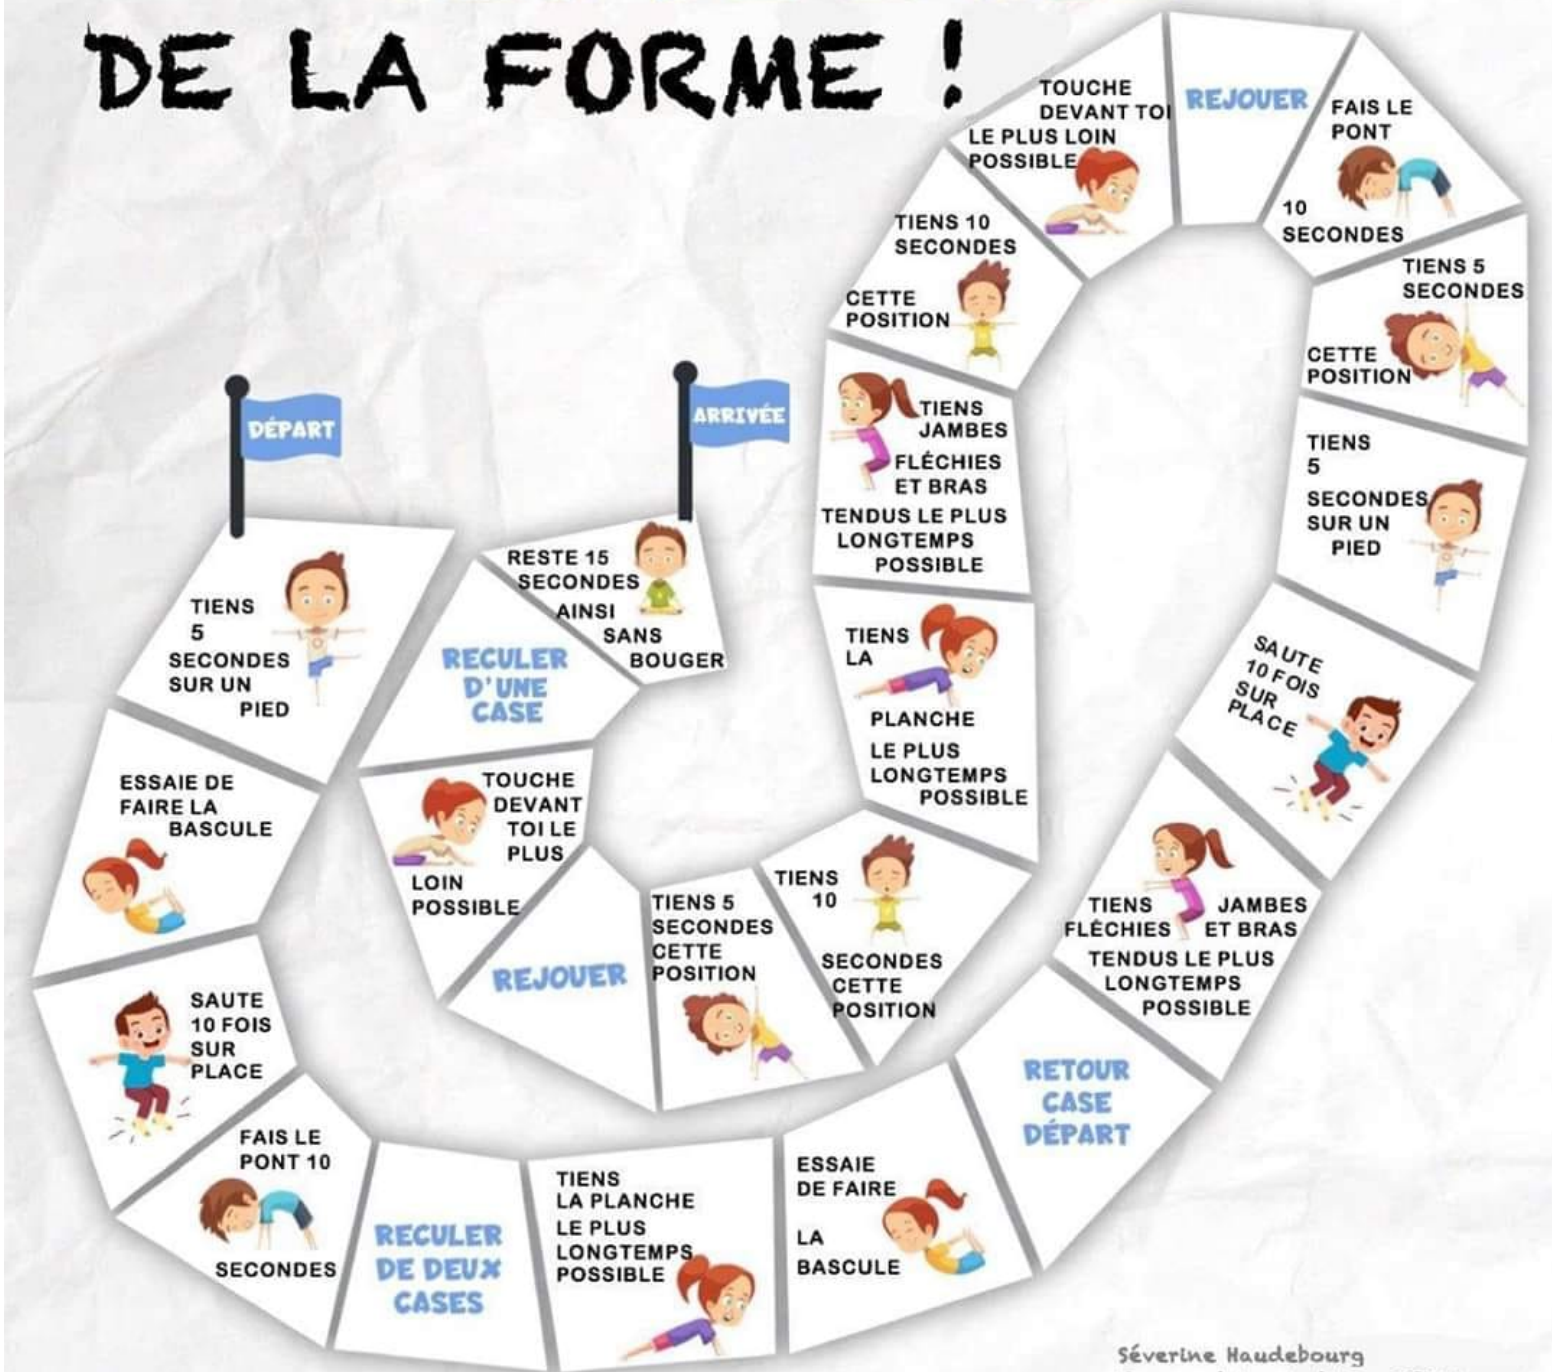 DE LA FORME !
DÉPART
TIENS
5
SECONDES
SUR UN
PIED
ESSAIE DE
FAIRE LA
BASCULE
SAUTE
10 FOIS
SUR
PLACE
FAIS LE
PONT 10
SECONDES
RECULER
DE DEUX
CASES
TIENS
LA PLANCHE
LE PLUS
LONGTEMPS
POSSIBLE
ESSAIE
DE FAIRE
LA
BASCULE
RETOUR
CASE
DÉPART
TIENS JAMBES
FLÉCHIES ET BRAS
TENDUS LE PLUS
LONGTEMPS
POSSIBLE
SAUTE
10 FOIS
SUR
PLACE
TIENS
5
SECONDES
SUR UN
PIED
TIENS 5
SECONDES
CETTE
POSITION
FAIS LE
PONT
10
SECONDES
REJOUER
TOUCHE
DEVANT TOI
LE PLUS LOIN
POSSIBLE
TIENS 10
SECONDES
CETTE
POSITION
TIENS
JAMBES
FLÉCHIES
ET BRAS
TENDUS LE PLUS
LONGTEMPS
POSSIBLE
TIENS
LA
PLANCHE
LE PLUS
LONGTEMPS
POSSIBLE
TIENS
10
SECONDES
CETTE
POSITION
TIENS 5
SECONDES
CETTE
POSITION
REJOUER
TOUCHE
DEVANT
TOI LE
PLUS
LOIN
POSSIBLE
RECULER
D'UNE
CASE
RESTE 15
SECONDES
AINSI
SANS
BOUGER
ARRIVÉE
Séverine Haudebourg